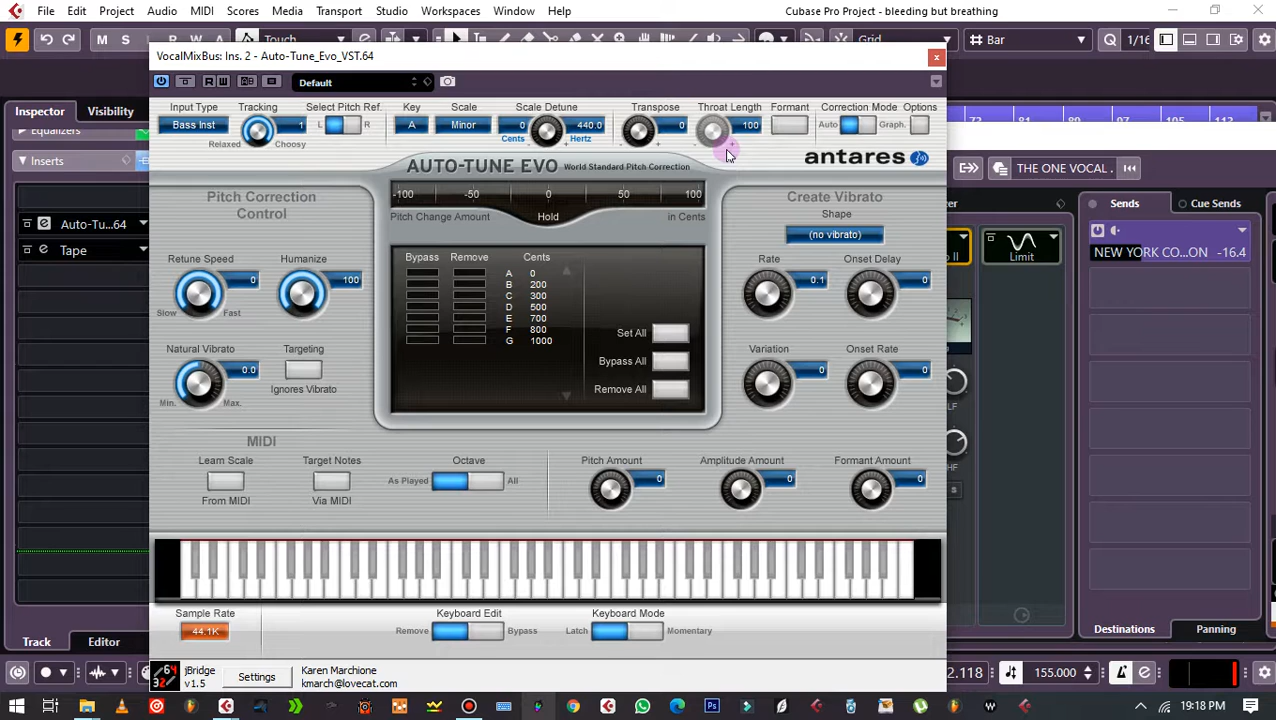 File Edit Project Audio MIDI Scores Media Transport Studio Workspaces Window Help Cubase Pro Project - bleeding but breathing
M S Touch Grid Bar 1/16
VocalMixBus: Ins. 2 - Auto-Tune_Evo_VST.64
Default
Inspector Visibility
Equalizers
Inserts
Auto-Tu...64
Tape
Input Type Tracking Select Pitch Ref. Key Scale Scale Detune Transpose Throat Length Formant Correction Mode Options
Bass Inst 1 L R A Minor 0 440.0 0 100 Auto Graph.
Relaxed Choosy Cents - + Hertz - + -
AUTO-TUNE EVO World Standard Pitch Correction antares
Pitch Correction Control
-100 -50 0 50 100
Pitch Change Amount Hold in Cents
Create Vibrato
Shape
(no vibrato)
Retune Speed Humanize
0 100
Slow Fast
Natural Vibrato Targeting
0.0
Min. Max. Ignores Vibrato
Bypass Remove Cents
A 0
B 200
C 300
D 500
E 700
F 800
G 1000
Set All
Bypass All
Remove All
Rate Onset Delay
0.1 0
Variation Onset Rate
0 0
MIDI
Learn Scale Target Notes Octave
As Played All
From MIDI Via MIDI
Pitch Amount Amplitude Amount Formant Amount
0 0 0
Sample Rate Keyboard Edit Keyboard Mode
44.1K Remove Bypass Latch Momentary
64
32
jBridge
v1.5
Settings
Karen Marchione
kmarch@lovecat.com
THE ONE VOCAL .
Sends Cue Sends
NEW YORK CO...ON -16.4
Limit
LF
HF
Track Editor
Destinations Panning
2.118 155.000
19:18 PM